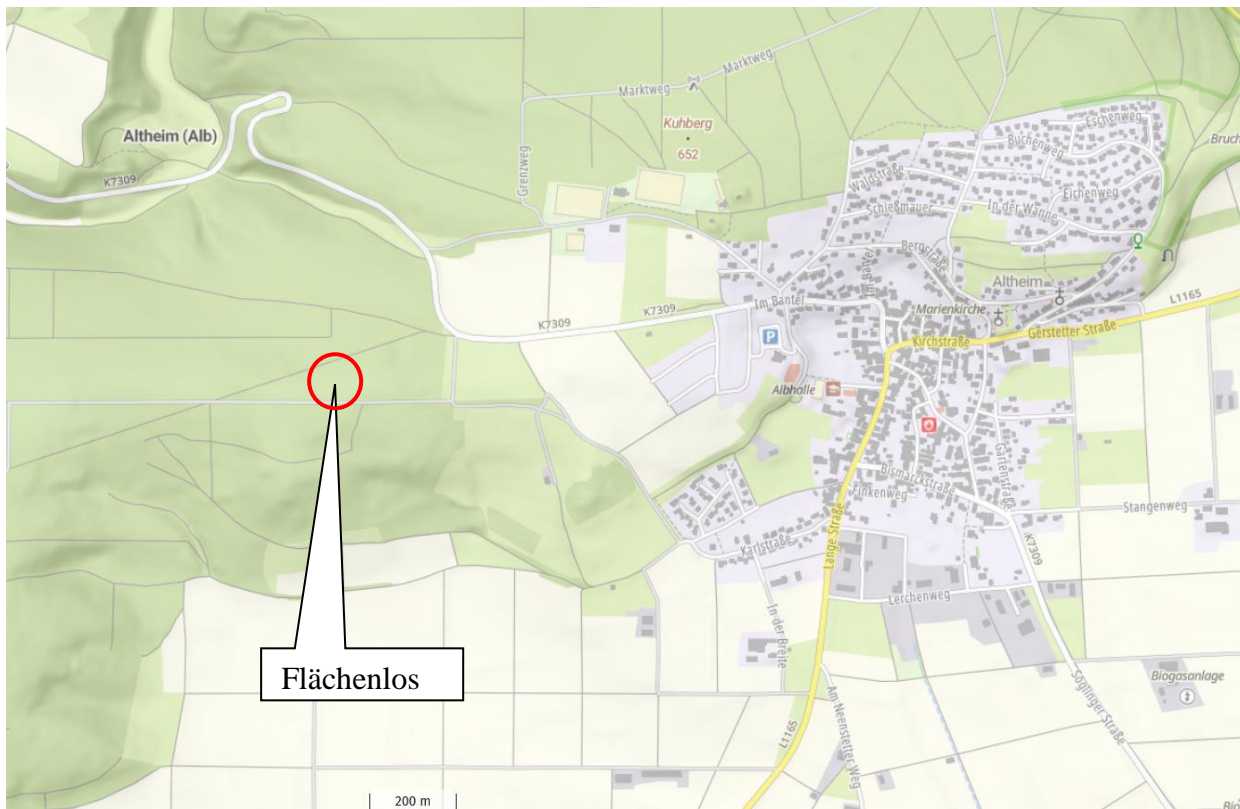 Marktweg
Marktweg
Kuhberg
652
Altheim (Alb)
K7309
Grenzweg
Eschenweg
Buchenweg
Waldstraße
Eichenweg
In der Wanne
Schießmauer
Bergstraße
Altheim
Im Bantel
K7309
K7309
P
Marienkirche
L1165
Gerstetter Straße
Kirchstraße
Albhalle
Bismarckstraße
Finkenweg
Gartenstraße
Stangenweg
Karlstraße
Lange Straße
K7309
Lerchenweg
In der Breite
Flächenlos
Biogasanlage
Söglinger Straße
Am Neenstetter Weg
L1165
200 m